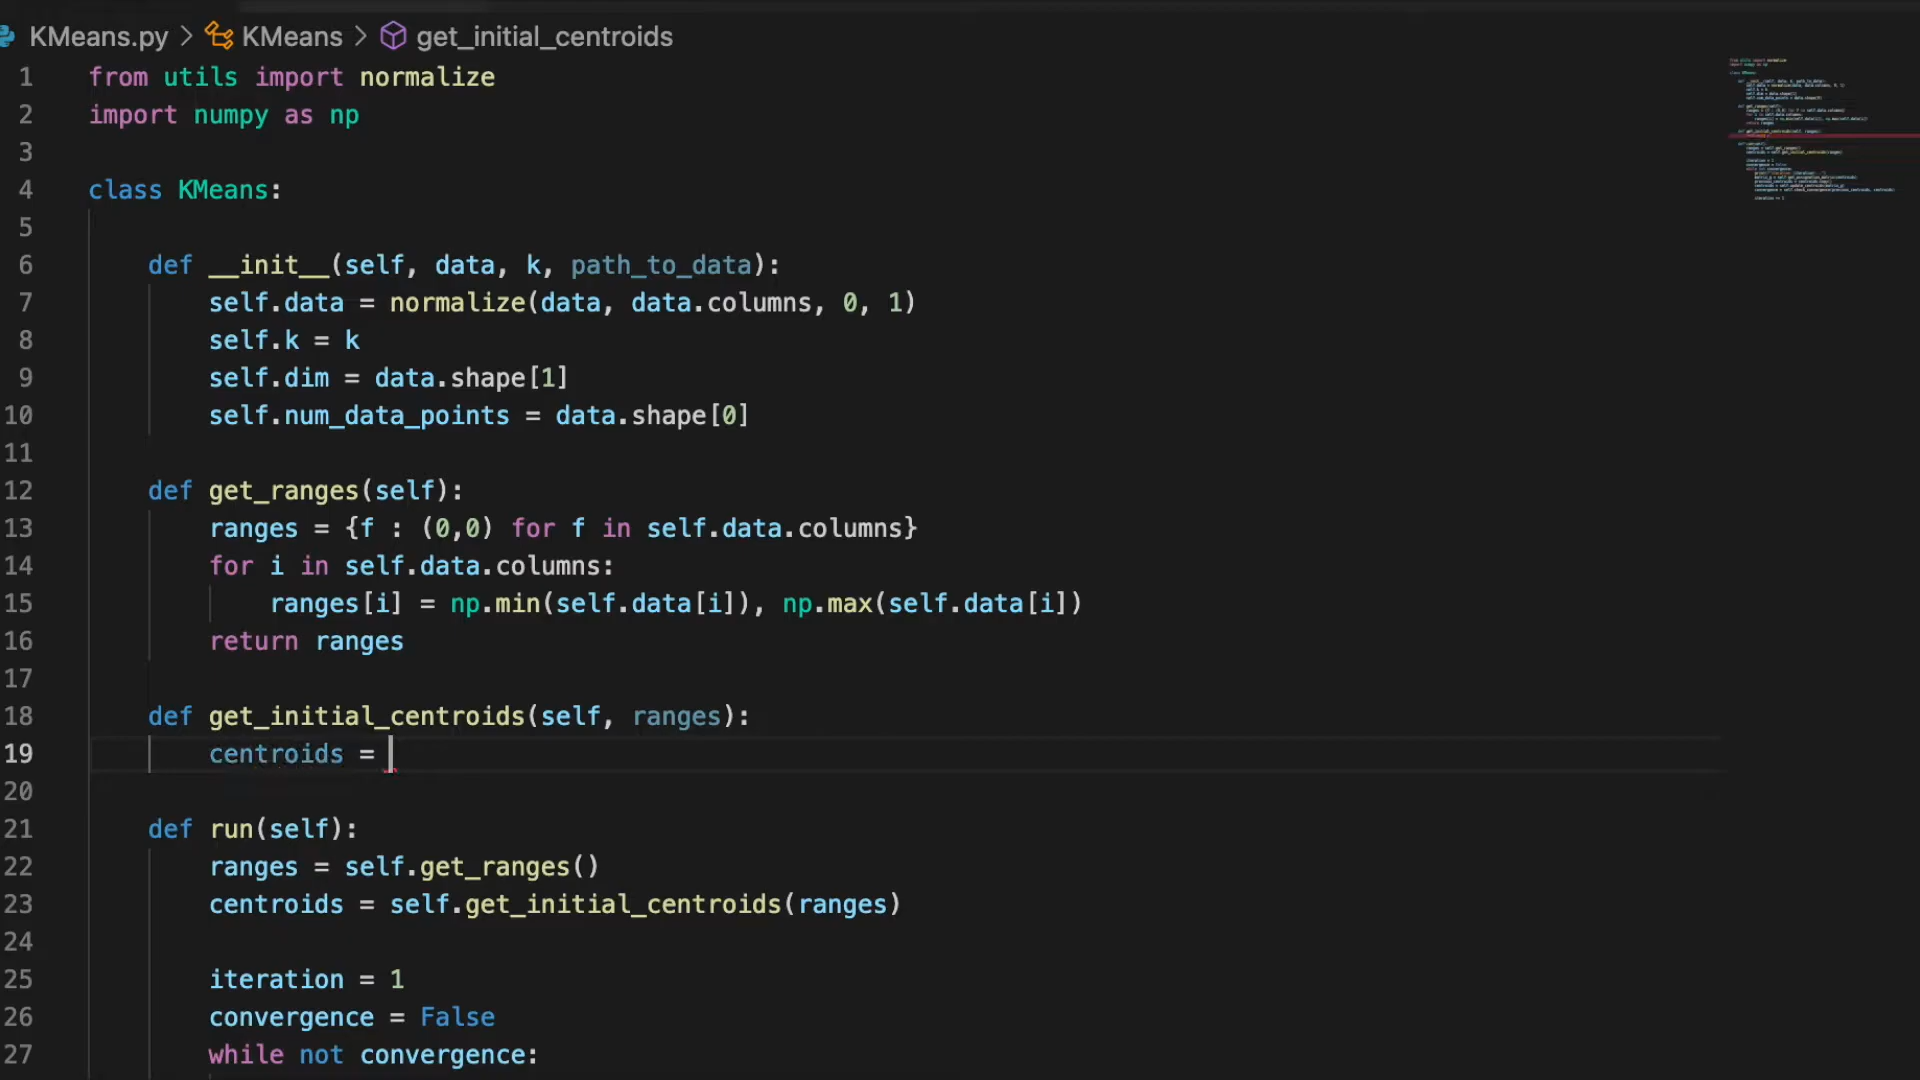 KMeans.py > KMeans > get_initial_centroids
1 from utils import normalize
2 import numpy as np
3
4 class KMeans:
5
6 def __init__(self, data, k, path_to_data):
7 self.data = normalize(data, data.columns, 0, 1)
8 self.k = k
9 self.dim = data.shape[1]
10 self.num_data_points = data.shape[0]
11
12 def get_ranges(self):
13 ranges = {f : (0,0) for f in self.data.columns}
14 for i in self.data.columns:
15 ranges[i] = np.min(self.data[i]), np.max(self.data[i])
16 return ranges
17
18 def get_initial_centroids(self, ranges):
19 centroids =
20
21 def run(self):
22 ranges = self.get_ranges()
23 centroids = self.get_initial_centroids(ranges)
24
25 iteration = 1
26 convergence = False
27 while not convergence: